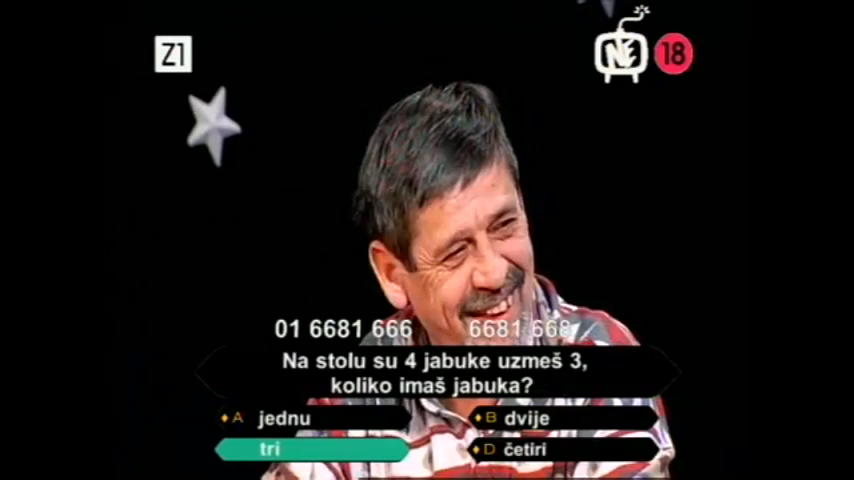 Z1
NE
18
01 6681 666 6681 668
Na stolu su 4 jabuke uzmeš 3,
koliko imaš jabuka?
A jednu
B dvije
tri
D četiri